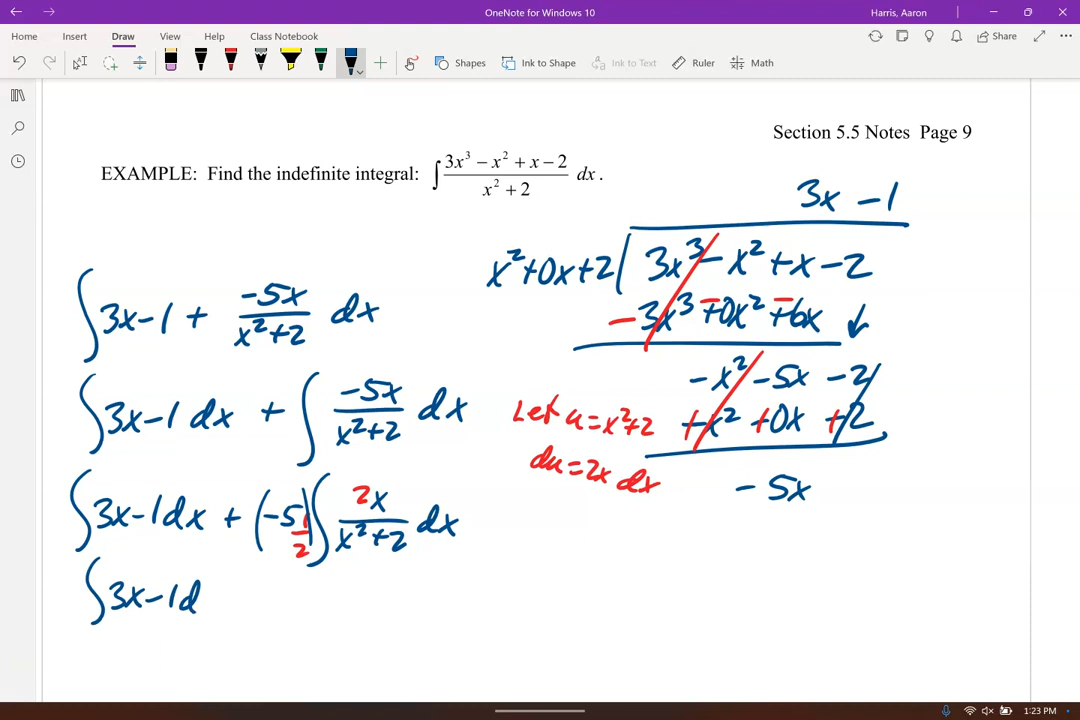 OneNote for Windows 10
Harris, Aaron
Home Insert Draw View Help Class Notebook
Share
Shapes Ink to Shape Ink to Text Ruler Math
Section 5.5 Notes Page 9
EXAMPLE: Find the indefinite integral: ∫ (3x³ − x² + x − 2)/(x² + 2) dx .
3x − 1
x²+0x+2 ( 3x³ − x² + x − 2
− 3x³ + 0x² + 6x ↓
− x² − 5x − 2
+ − x² + 0x + 2
− 5x
∫ 3x − 1 + (−5x)/(x²+2) dx
∫ 3x − 1 dx + ∫ (−5x)/(x²+2) dx
Let u = x²+2
du = 2x dx
∫ 3x − 1 dx + (−5 1/2) ∫ 2x/(x²+2) dx
∫ 3x − 1 d
1:23 PM